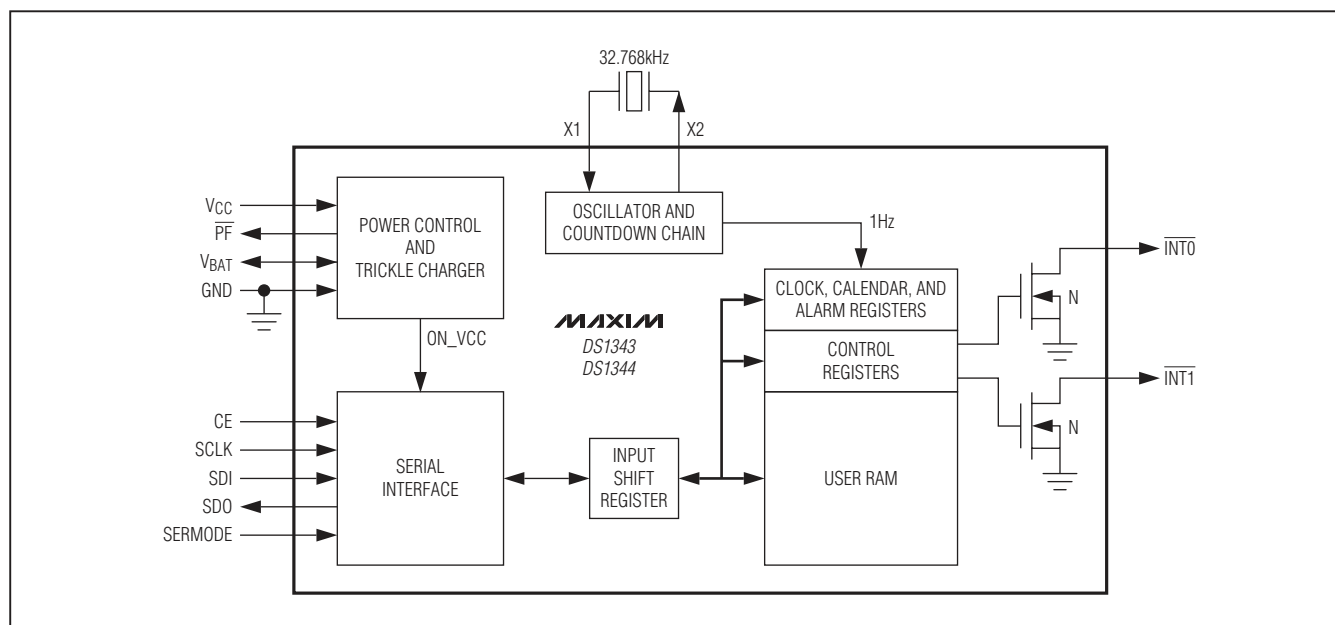 32.768kHz
X1
X2
VCC
PF
VBAT
GND
POWER CONTROL
AND
TRICKLE CHARGER
OSCILLATOR AND
COUNTDOWN CHAIN
1Hz
INT0
N
CLOCK, CALENDAR, AND
ALARM REGISTERS
ON_VCC
MAXIM
DS1343
DS1344
CONTROL
REGISTERS
INT1
N
CE
SCLK
SDI
SDO
SERMODE
SERIAL
INTERFACE
INPUT
SHIFT
REGISTER
USER RAM